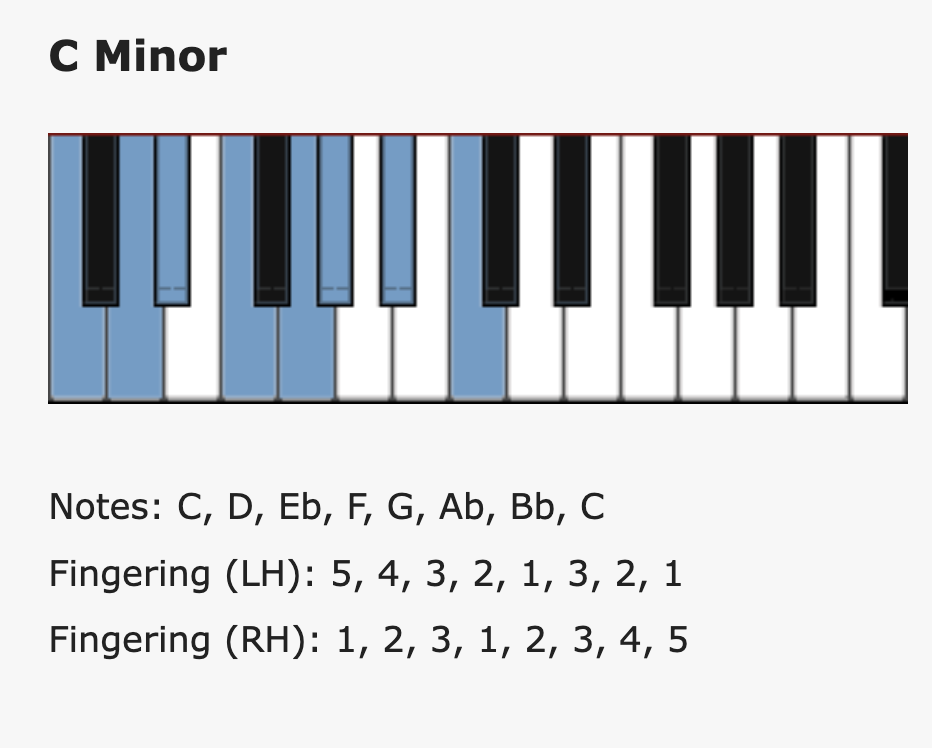 C Minor
Notes: C, D, Eb, F, G, Ab, Bb, C
Fingering (LH): 5, 4, 3, 2, 1, 3, 2, 1
Fingering (RH): 1, 2, 3, 1, 2, 3, 4, 5